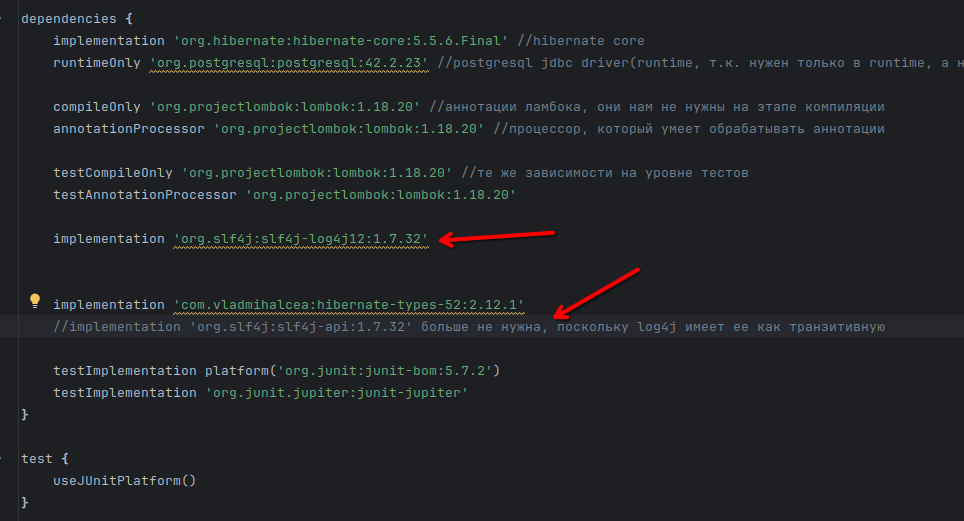 dependencies {
implementation 'org.hibernate:hibernate-core:5.5.6.Final' //hibernate core
runtimeOnly 'org.postgresql:postgresql:42.2.23' //postgresql jdbc driver(runtime, т.к. нужен только в runtime, а н
compileOnly 'org.projectlombok:lombok:1.18.20' //аннотации ламбока, они нам не нужны на этапе компиляции
annotationProcessor 'org.projectlombok:lombok:1.18.20' //процессор, который умеет обрабатывать аннотации
testCompileOnly 'org.projectlombok:lombok:1.18.20' //те же зависимости на уровне тестов
testAnnotationProcessor 'org.projectlombok:lombok:1.18.20'
implementation 'org.slf4j:slf4j-log4j12:1.7.32'
implementation 'com.vladmihalcea:hibernate-types-52:2.12.1'
//implementation 'org.slf4j:slf4j-api:1.7.32' больше не нужна, поскольку log4j имеет ее как транзитивную
testImplementation platform('org.junit:junit-bom:5.7.2')
testImplementation 'org.junit.jupiter:junit-jupiter'
}
test {
useJUnitPlatform()
}